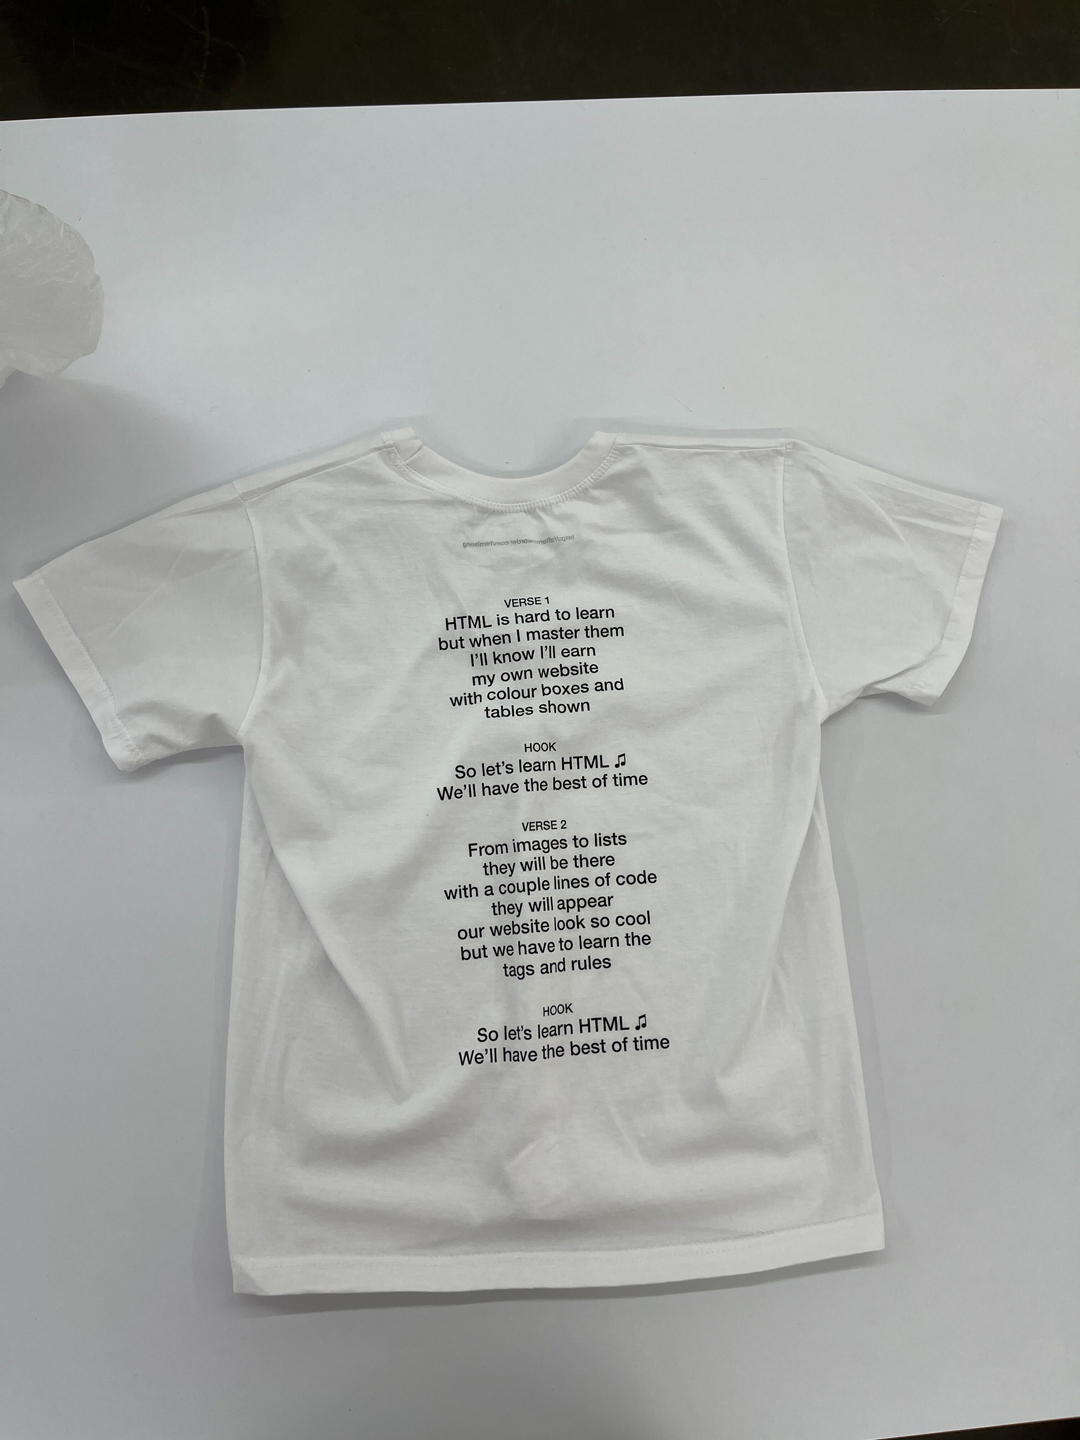 VERSE 1
HTML is hard to learn
but when I master them
I'll know I'll earn
my own website
with colour boxes and
tables shown
HOOK
So let's learn HTML ♫
We'll have the best of time
VERSE 2
From images to lists
they will be there
with a couple lines of code
they will appear
our website look so cool
but we have to learn the
tags and rules
HOOK
So let's learn HTML ♫
We'll have the best of time